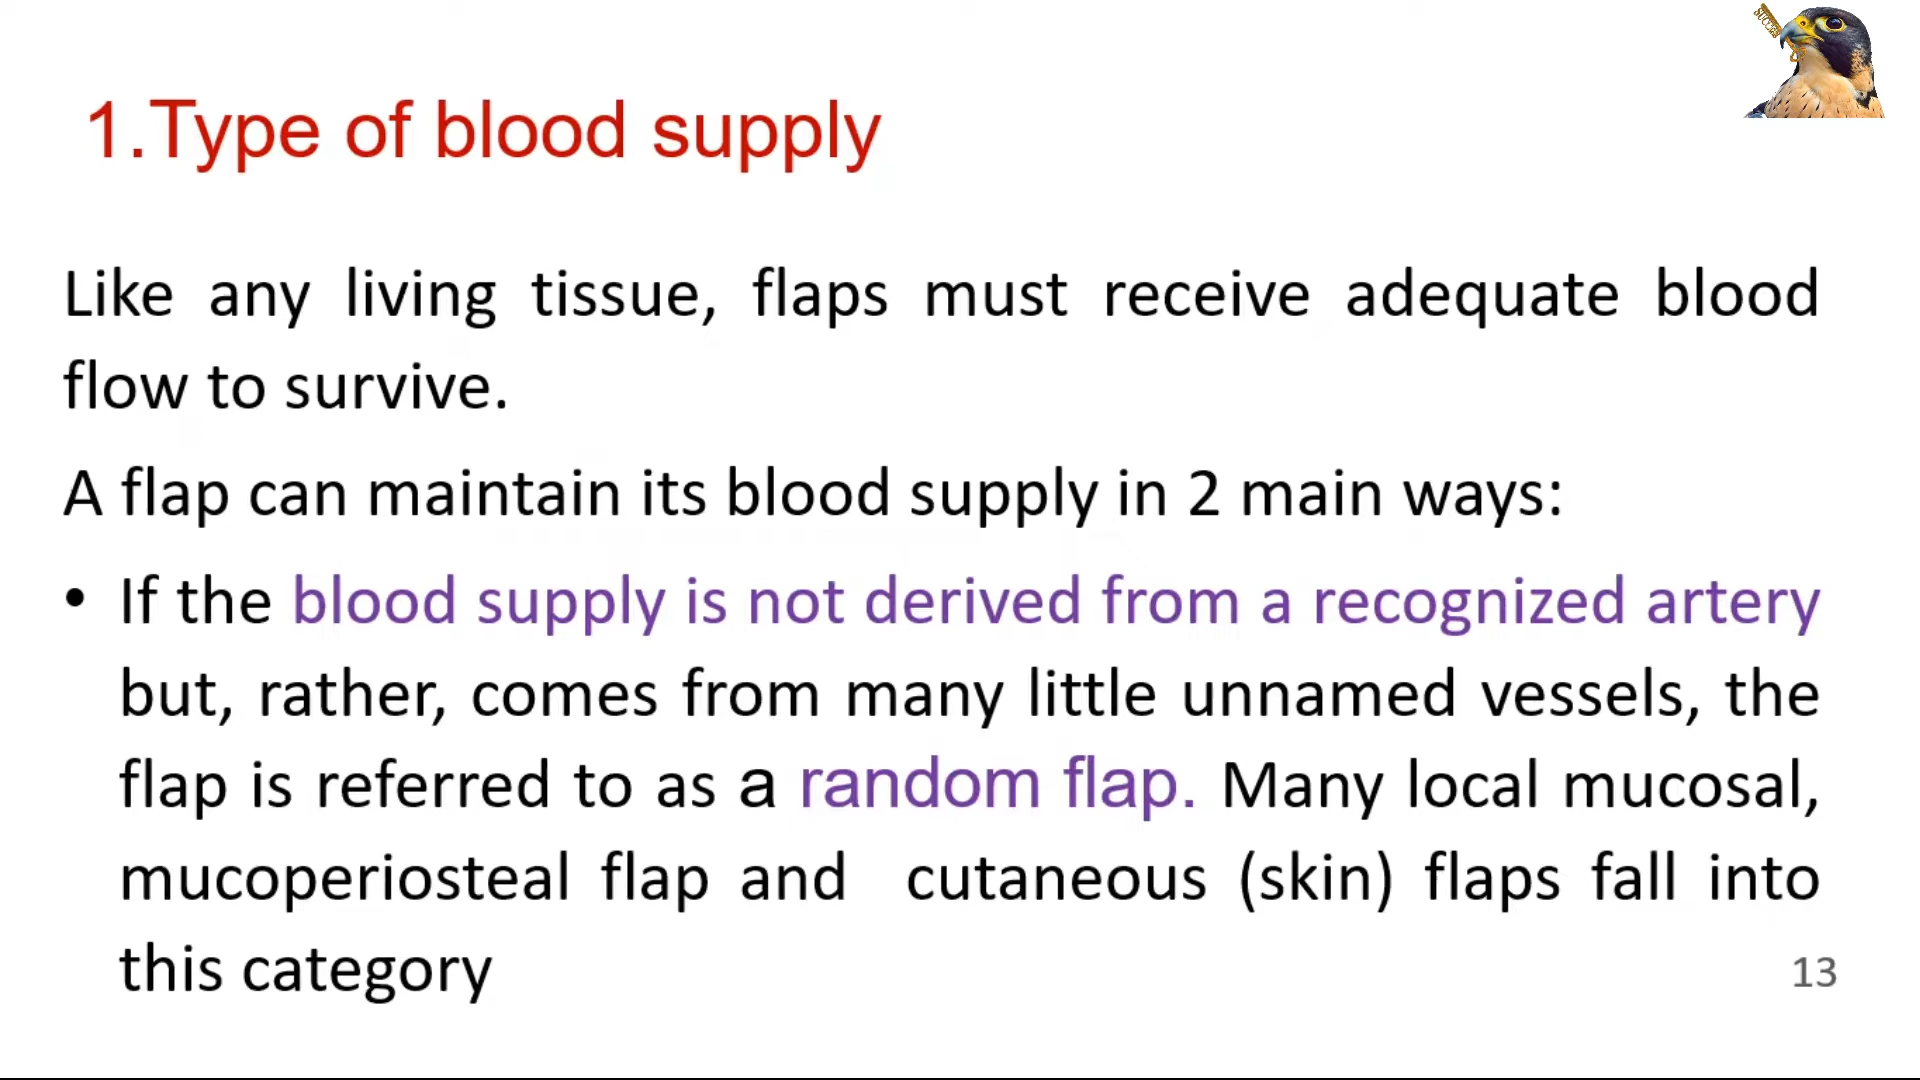 SUCCESS
1.Type of blood supply
Like any living tissue, flaps must receive adequate blood
flow to survive.
A flap can maintain its blood supply in 2 main ways:
• If the blood supply is not derived from a recognized artery
but, rather, comes from many little unnamed vessels, the
flap is referred to as a random flap. Many local mucosal,
mucoperiosteal flap and cutaneous (skin) flaps fall into
this category
13